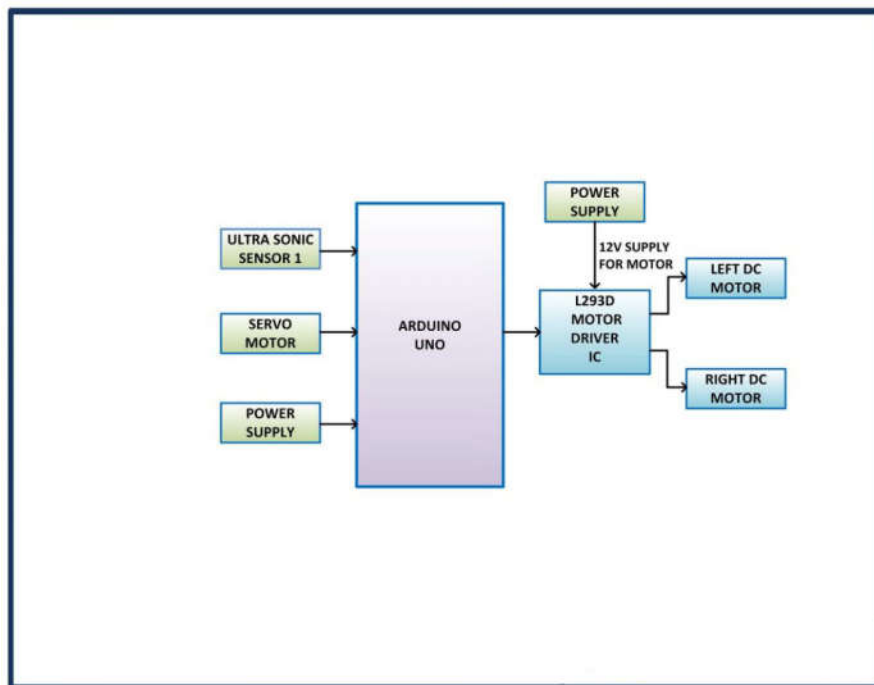 ULTRA SONIC
SENSOR 1
SERVO
MOTOR
POWER
SUPPLY
ARDUINO
UNO
POWER
SUPPLY
12V SUPPLY
FOR MOTOR
L293D
MOTOR
DRIVER
IC
LEFT DC
MOTOR
RIGHT DC
MOTOR